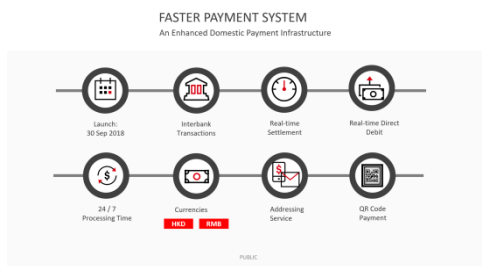 FASTER PAYMENT SYSTEM
An Enhanced Domestic Payment Infrastructure
Launch:
30 Sep 2018
Interbank
Transactions
Real-time
Settlement
Real-time Direct
Debit
24 / 7
Processing Time
Currencies
HKD RMB
Addressing
Service
QR Code
Payment
PUBLIC